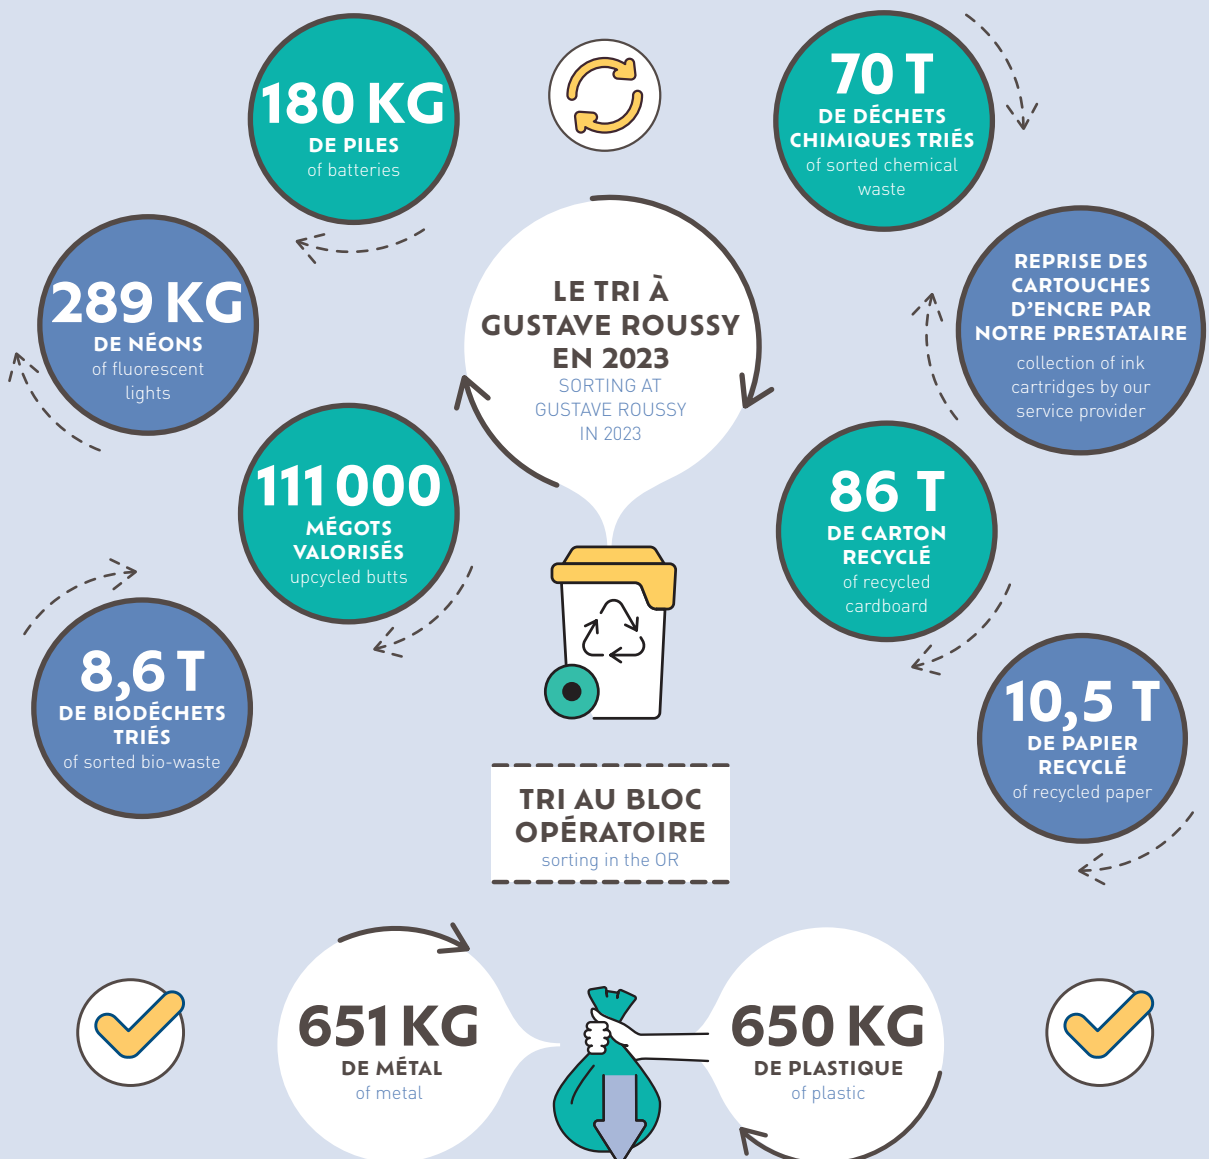 180 KG
DE PILES
of batteries
70 T
DE DÉCHETS
CHIMIQUES TRIÉS
of sorted chemical
waste
289 KG
DE NÉONS
of fluorescent
lights
LE TRI À
GUSTAVE ROUSSY
EN 2023
SORTING AT
GUSTAVE ROUSSY
IN 2023
REPRISE DES
CARTOUCHES
D'ENCRE PAR
NOTRE PRESTATAIRE
collection of ink
cartridges by our
service provider
111 000
MÉGOTS
VALORISÉS
upcycled butts
86 T
DE CARTON
RECYCLÉ
of recycled
cardboard
8,6 T
DE BIODÉCHETS
TRIÉS
of sorted bio-waste
10,5 T
DE PAPIER
RECYCLÉ
of recycled paper
TRI AU BLOC
OPÉRATOIRE
sorting in the OR
651 KG
DE MÉTAL
of metal
650 KG
DE PLASTIQUE
of plastic